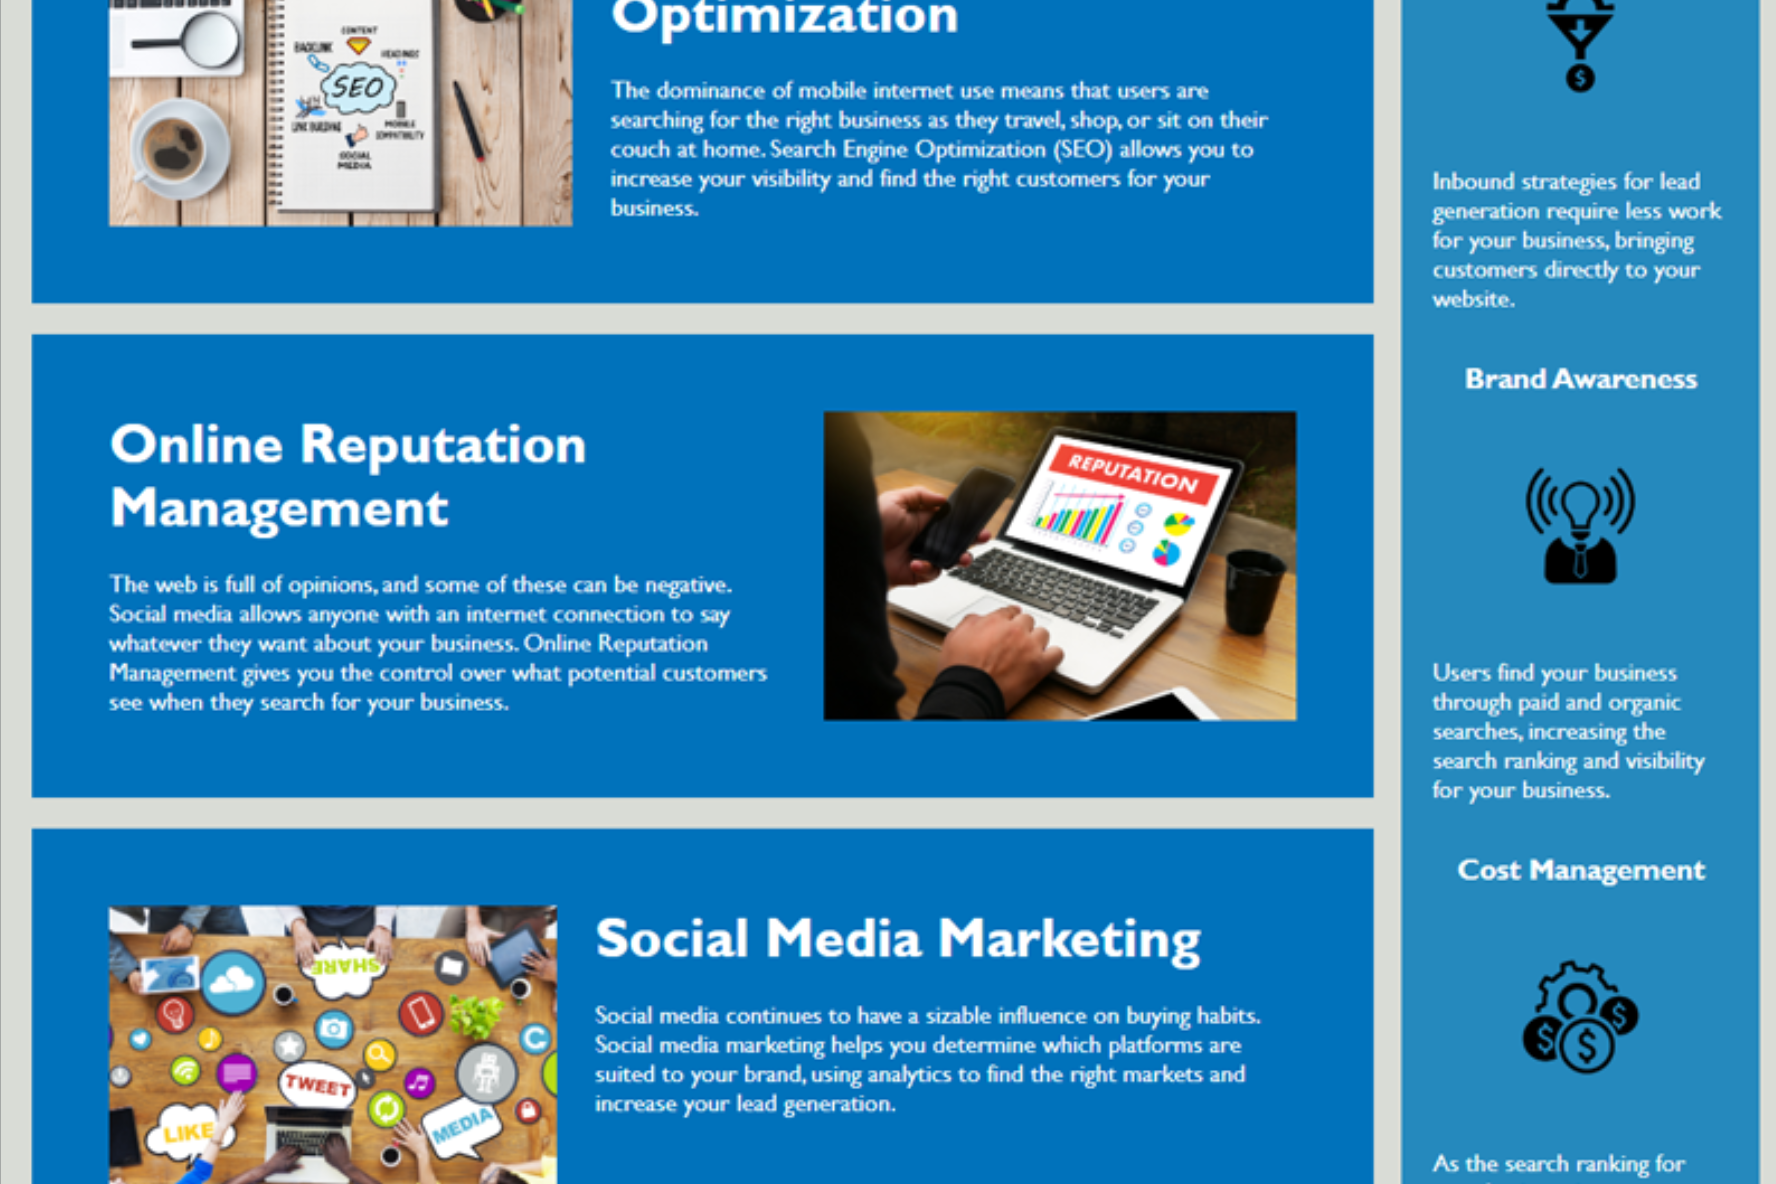 Optimization
The dominance of mobile internet use means that users are
searching for the right business as they travel, shop, or sit on their
couch at home. Search Engine Optimization (SEO) allows you to
increase your visibility and find the right customers for your
business.
CONTENT
BACKLINK
HEADINGS
SEO
LINK BUILDING
MOBILE
COMPATIBILITY
SOCIAL
MEDIA
Online Reputation
Management
The web is full of opinions, and some of these can be negative.
Social media allows anyone with an internet connection to say
whatever they want about your business. Online Reputation
Management gives you the control over what potential customers
see when they search for your business.
REPUTATION
Social Media Marketing
Social media continues to have a sizable influence on buying habits.
Social media marketing helps you determine which platforms are
suited to your brand, using analytics to find the right markets and
increase your lead generation.
SHARE
TWEET
LIKE
MEDIA
$
Inbound strategies for lead
generation require less work
for your business, bringing
customers directly to your
website.
Brand Awareness
Users find your business
through paid and organic
searches, increasing the
search ranking and visibility
for your business.
Cost Management
$ $ $
As the search ranking for